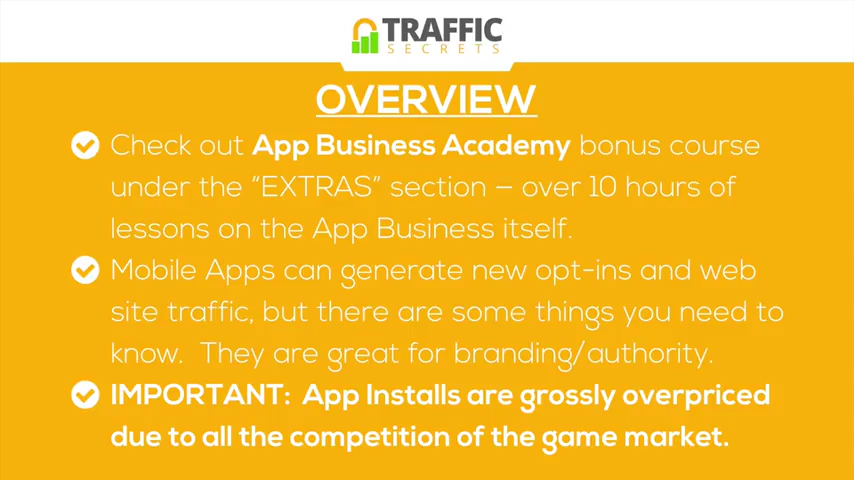 TRAFFIC
SECRETS
OVERVIEW
Check out App Business Academy bonus course
under the “EXTRAS” section – over 10 hours of
lessons on the App Business itself.
Mobile Apps can generate new opt-ins and web
site traffic, but there are some things you need to
know.  They are great for branding/authority.
IMPORTANT:  App Installs are grossly overpriced
due to all the competition of the game market.